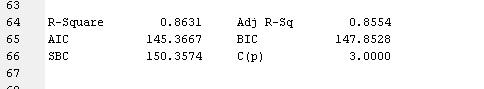 63
64 R-Square 0.8631 Adj R-Sq 0.8554
65 AIC 145.3667 BIC 147.8528
66 SBC 150.3574 C(p) 3.0000
67